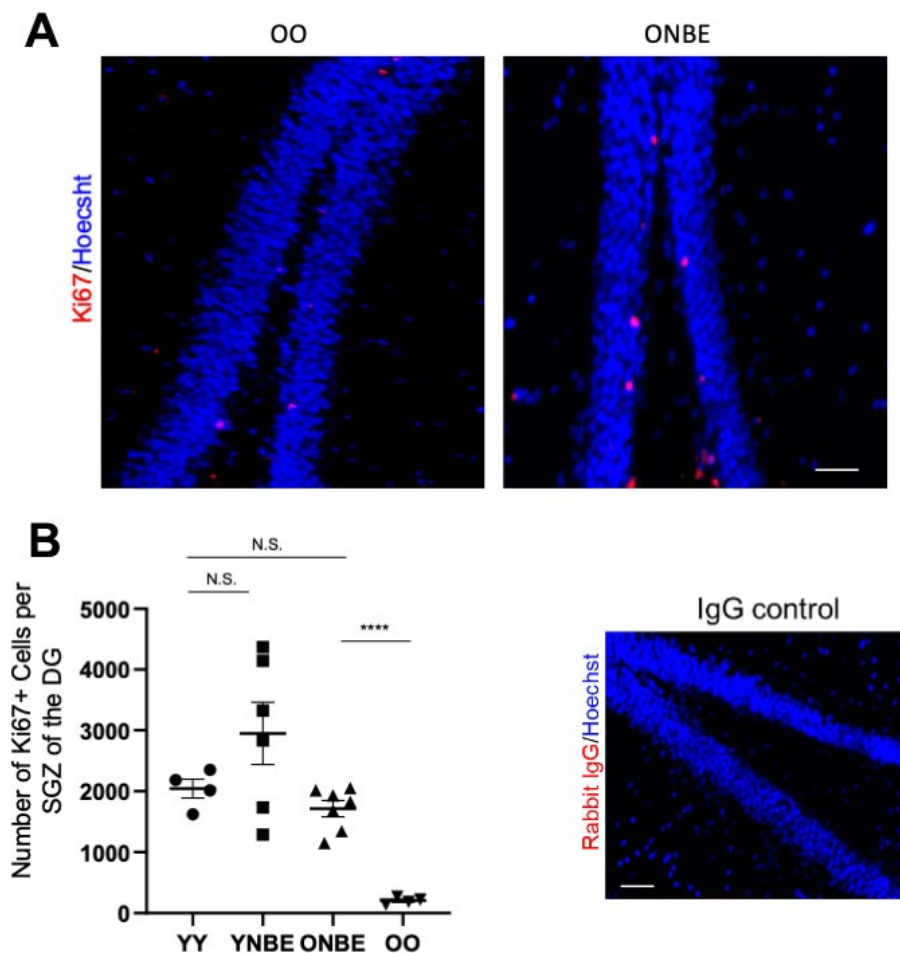 A
OO
ONBE
Ki67/Hoecsht
B
N.S.
N.S.
****
Number of Ki67+ Cells per
SGZ of the DG
5000
4000
3000
2000
1000
0
YY YNBE ONBE OO
IgG control
Rabbit IgG/Hoechst